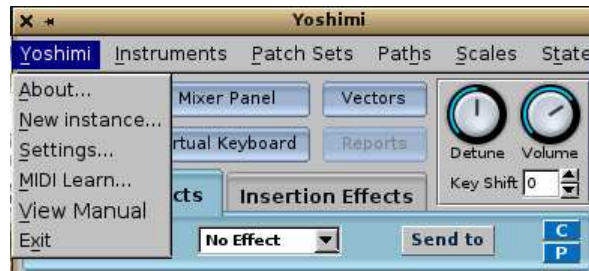 Yoshimi
Yoshimi Instruments Patch Sets Paths Scales State
About...
New instance...
Settings...
MIDI Learn...
View Manual
Exit
Mixer Panel Vectors
rtual Keyboard Reports
Detune Volume
Key Shift 0
cts Insertion Effects
No Effect Send to C
P